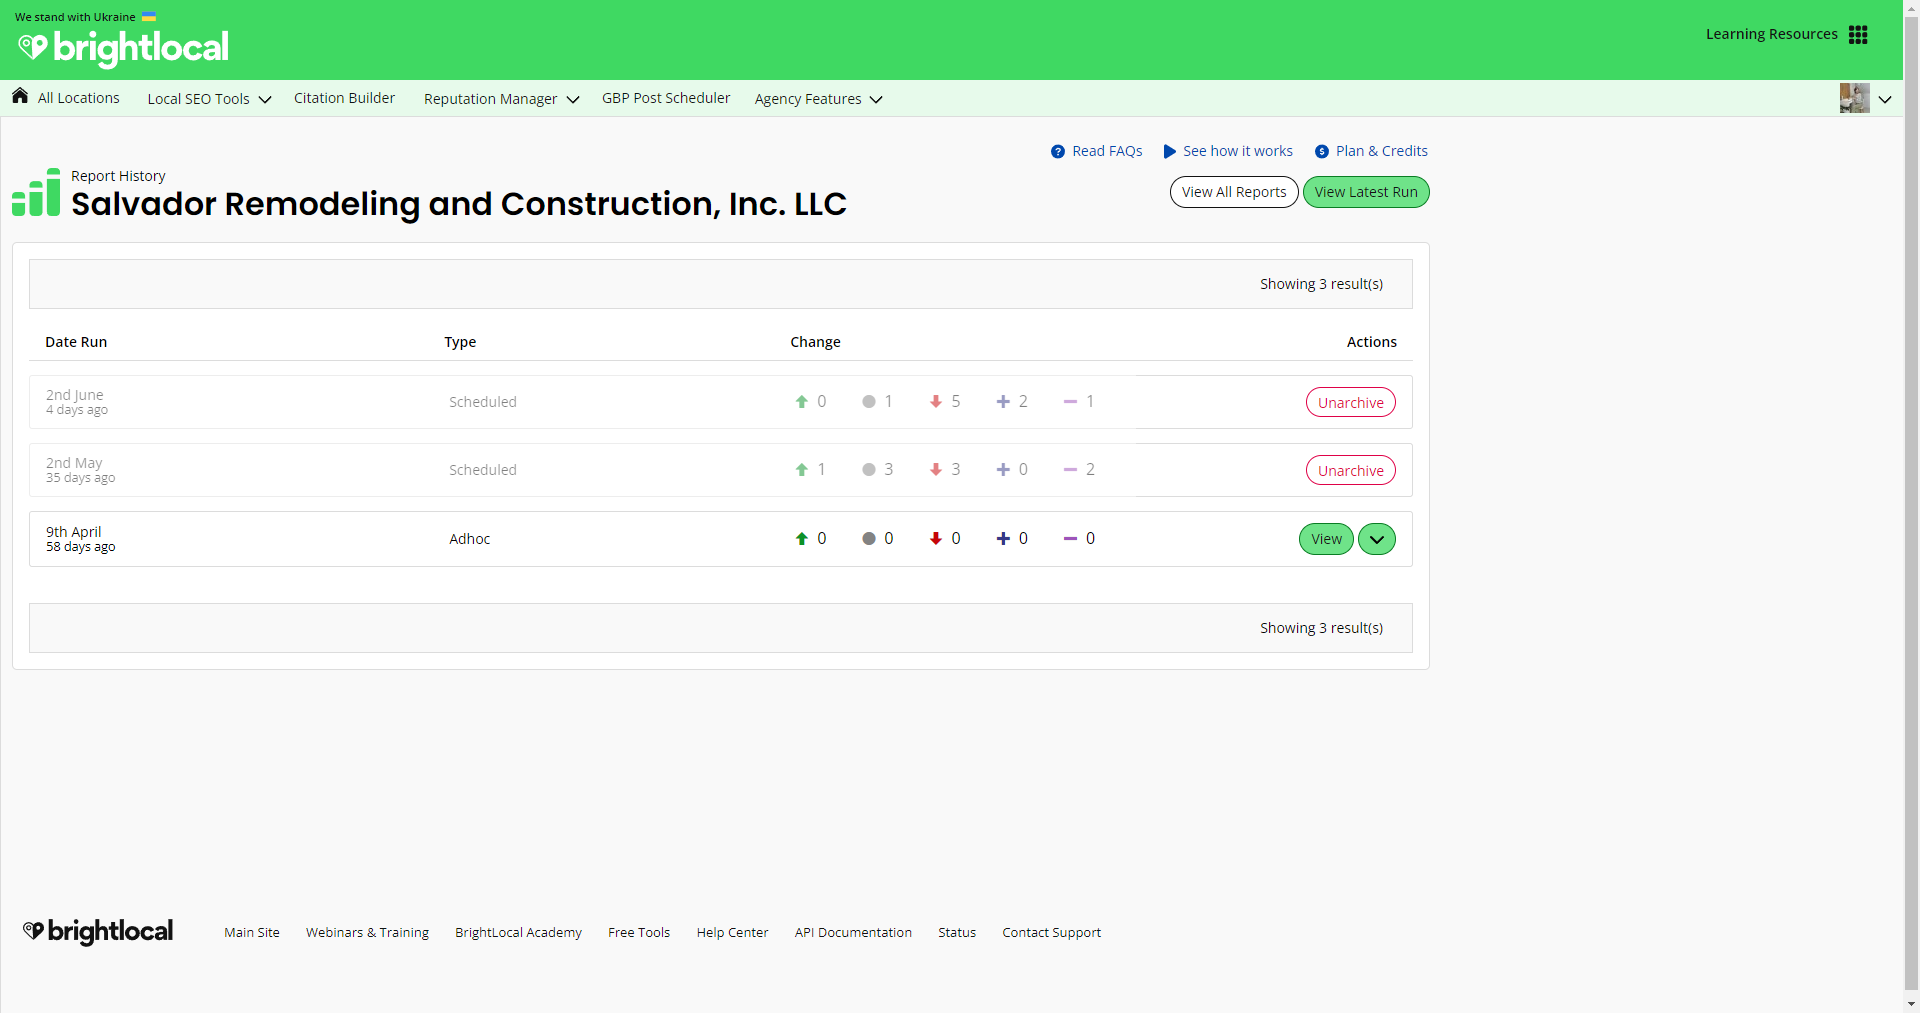 We stand with Ukraine
brightlocal
Learning Resources
All Locations Local SEO Tools Citation Builder Reputation Manager GBP Post Scheduler Agency Features
Read FAQs See how it works Plan & Credits
Report History
Salvador Remodeling and Construction, Inc. LLC
View All Reports View Latest Run
Showing 3 result(s)
Date Run Type Change Actions
2nd June
4 days ago
Scheduled 0 1 5 2 1 Unarchive
2nd May
35 days ago
Scheduled 1 3 3 0 2 Unarchive
9th April
58 days ago
Adhoc 0 0 0 0 0 View
Showing 3 result(s)
brightlocal Main Site Webinars & Training BrightLocal Academy Free Tools Help Center API Documentation Status Contact Support